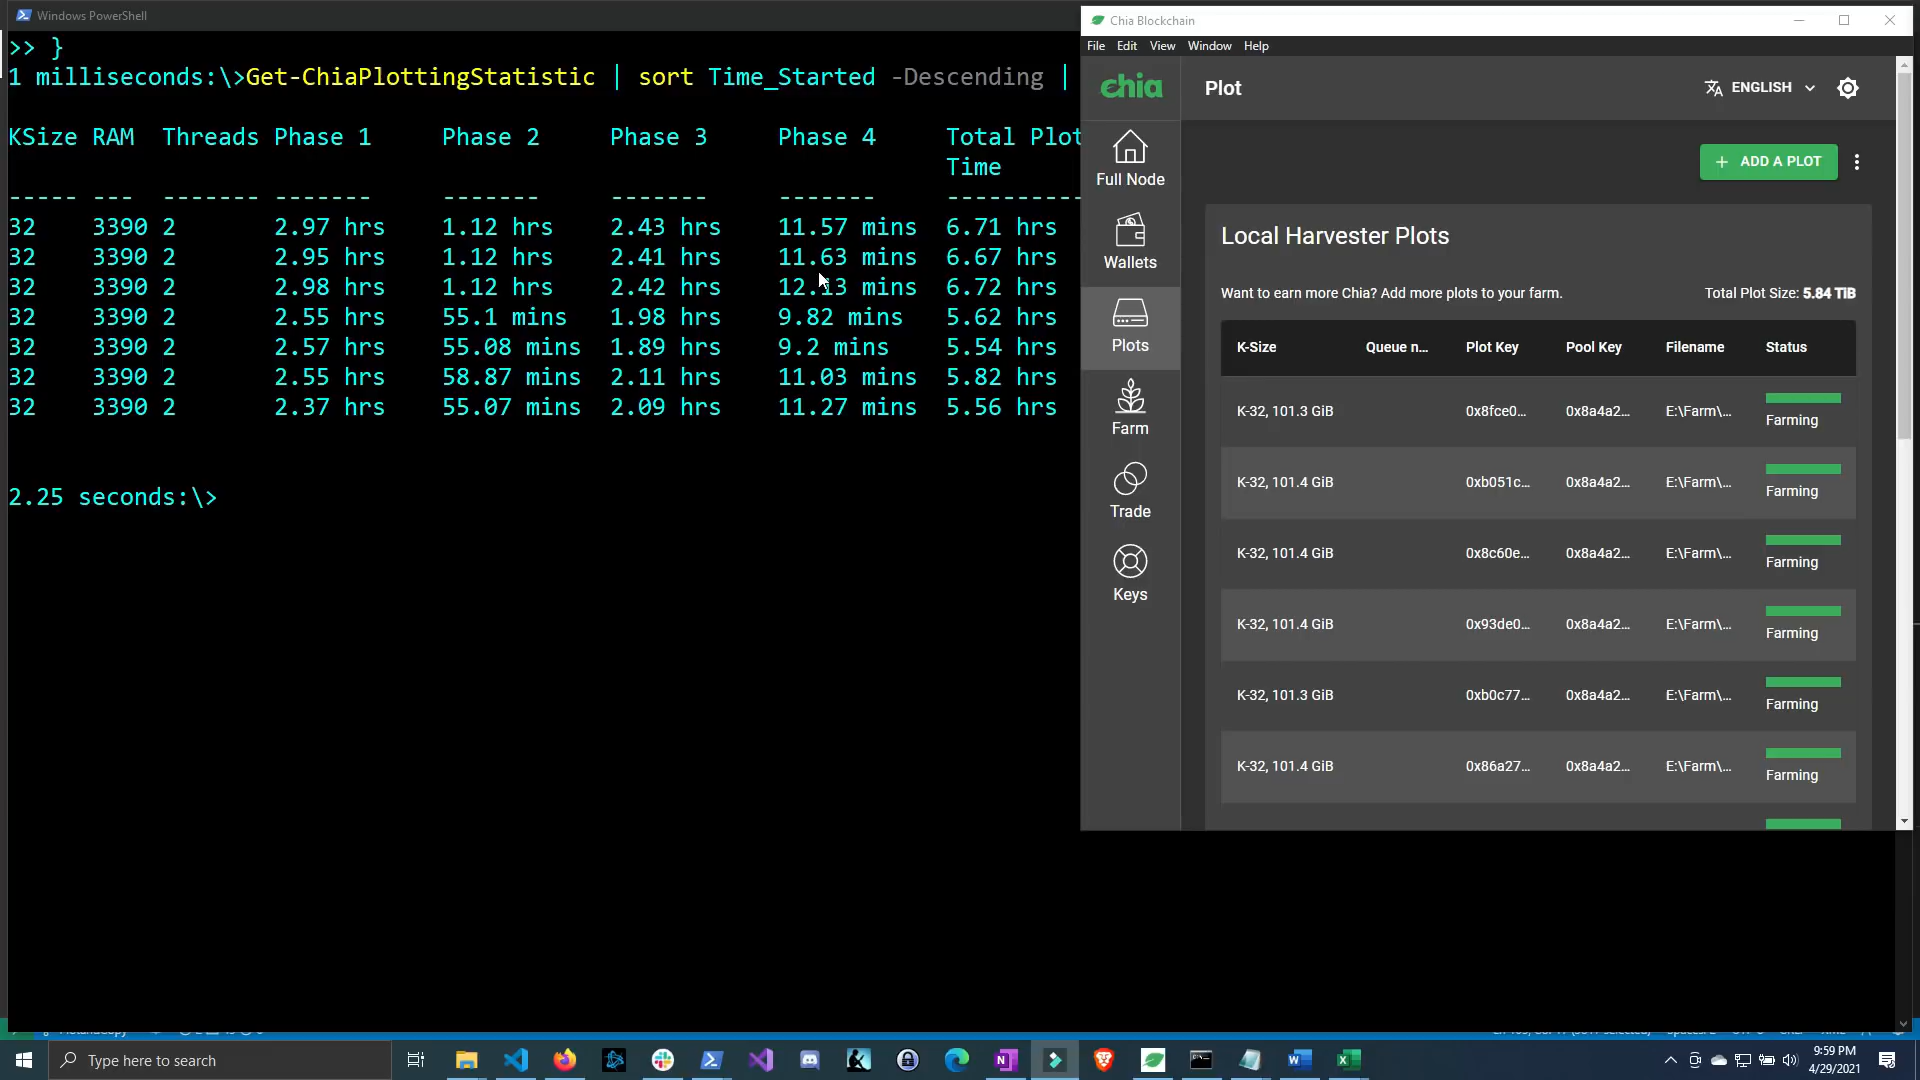 Windows PowerShell
>> }
1 milliseconds:\>Get-ChiaPlottingStatistic | sort Time_Started -Descending |
KSize RAM Threads Phase 1 Phase 2 Phase 3 Phase 4 Total Plot
Time
----- --- ------- ------- ------- ------- ------- ----------
32 3390 2 2.97 hrs 1.12 hrs 2.43 hrs 11.57 mins 6.71 hrs
32 3390 2 2.95 hrs 1.12 hrs 2.41 hrs 11.63 mins 6.67 hrs
32 3390 2 2.98 hrs 1.12 hrs 2.42 hrs 12.13 mins 6.72 hrs
32 3390 2 2.55 hrs 55.1 mins 1.98 hrs 9.82 mins 5.62 hrs
32 3390 2 2.57 hrs 55.08 mins 1.89 hrs 9.2 mins 5.54 hrs
32 3390 2 2.55 hrs 58.87 mins 2.11 hrs 11.03 mins 5.82 hrs
32 3390 2 2.37 hrs 55.07 mins 2.09 hrs 11.27 mins 5.56 hrs
2.25 seconds:\>
Chia Blockchain
File Edit View Window Help
chia
Full Node
Wallets
Plots
Farm
Trade
Keys
Plot
ENGLISH
+ ADD A PLOT
Local Harvester Plots
Want to earn more Chia? Add more plots to your farm. Total Plot Size: 5.84 TiB
K-Size Queue n... Plot Key Pool Key Filename Status
K-32, 101.3 GiB 0x8fce0... 0x8a4a2... E:\Farm\... Farming
K-32, 101.4 GiB 0xb051c... 0x8a4a2... E:\Farm\... Farming
K-32, 101.4 GiB 0x8c60e... 0x8a4a2... E:\Farm\... Farming
K-32, 101.4 GiB 0x93de0... 0x8a4a2... E:\Farm\... Farming
K-32, 101.3 GiB 0xb0c77... 0x8a4a2... E:\Farm\... Farming
K-32, 101.4 GiB 0x86a27... 0x8a4a2... E:\Farm\... Farming
Type here to search
9:59 PM
4/29/2021